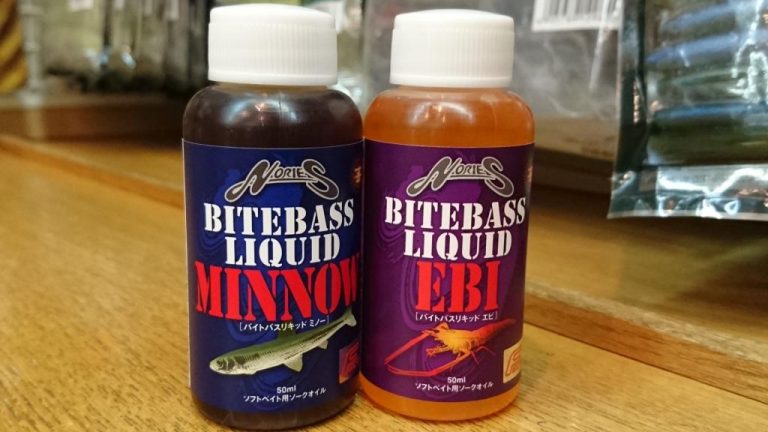 NORIES
BITEBASS
LIQUID
MINNOW
[バイトバスリキッド ミノー]
50ml
ソフトベイト用ソークオイル
NORIES
BITEBASS
LIQUID
EBI
[バイトバスリキッド エビ]
50ml
ソフトベイト用ソークオイル